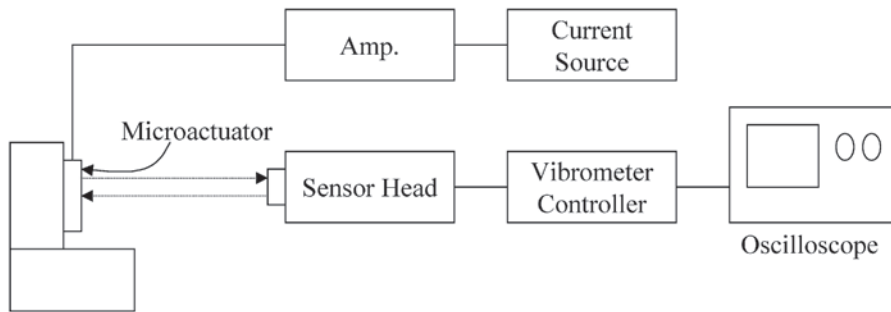 Amp.
Current
Source
Microactuator
Sensor Head
Vibrometer
Controller
Oscilloscope